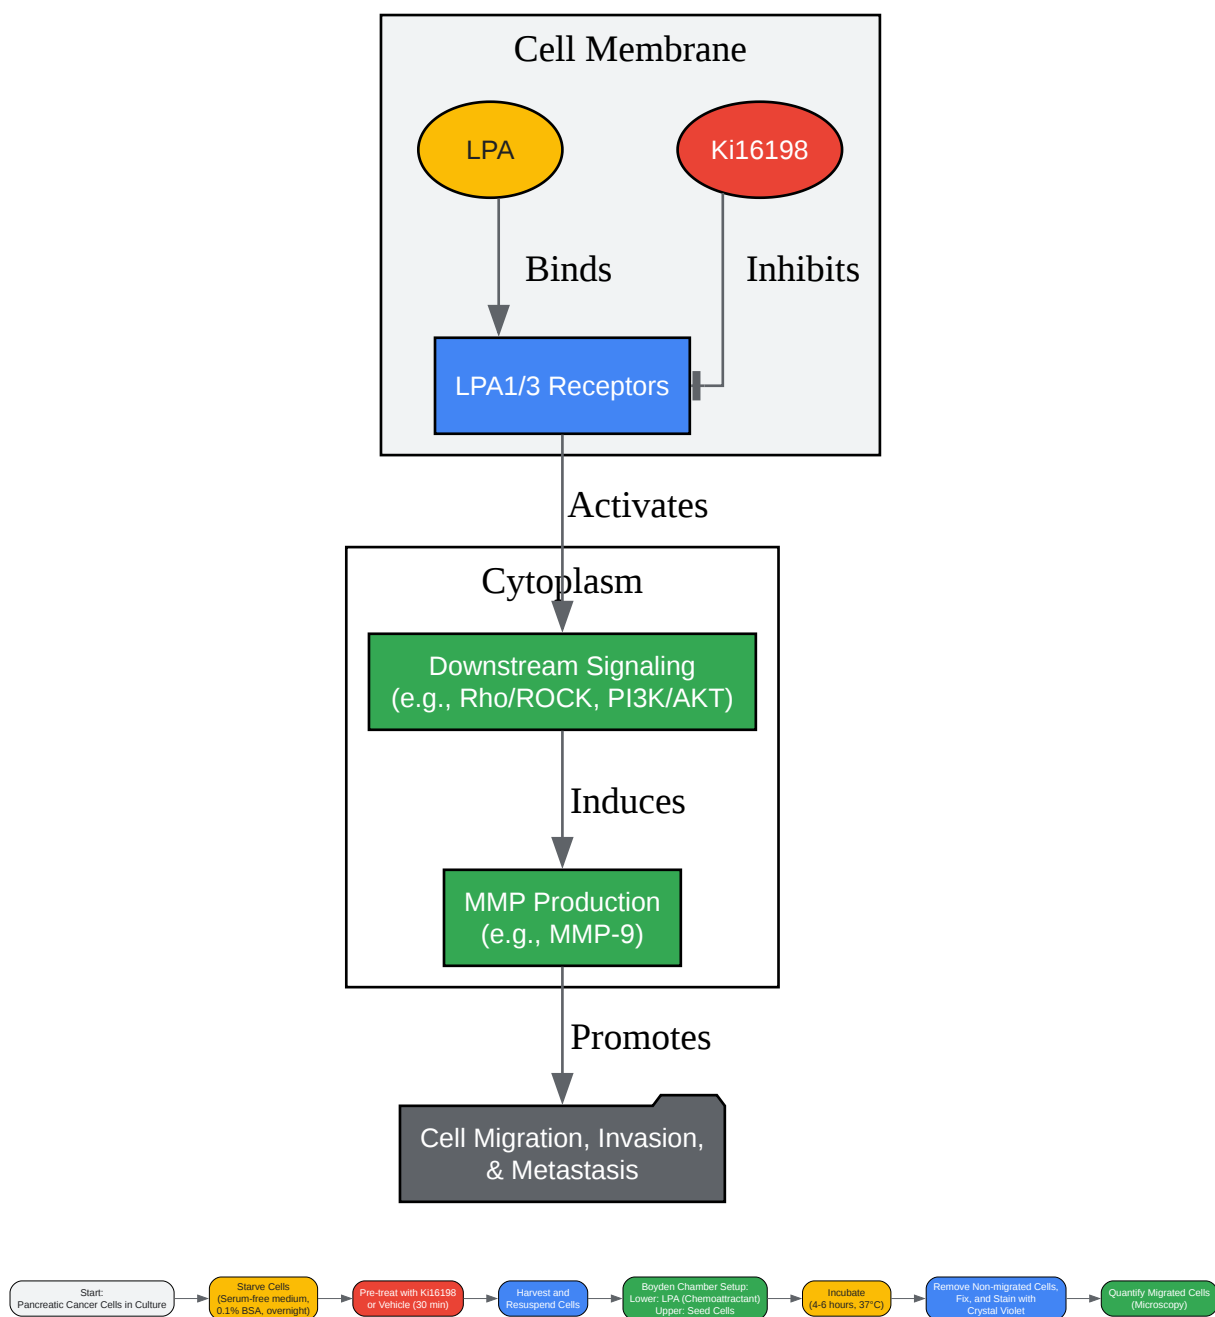 Cell Membrane
LPA
Ki16198
Binds
Inhibits
LPA1/3 Receptors
Activates
Cytoplasm
Downstream Signaling
(e.g., Rho/ROCK, PI3K/AKT)
Induces
MMP Production
(e.g., MMP-9)
Promotes
Cell Migration, Invasion,
& Metastasis
Start:
Pancreatic Cancer Cells in Culture
Starve Cells
(Serum-free medium,
0.1% BSA, overnight)
Pre-treat with Ki16198
or Vehicle (30 min)
Harvest and
Resuspend Cells
Boyden Chamber Setup:
Lower: LPA (Chemoattractant)
Upper: Seed Cells
Incubate
(4-6 hours, 37°C)
Remove Non-migrated Cells,
Fix, and Stain with
Crystal Violet
Quantify Migrated Cells
(Microscopy)